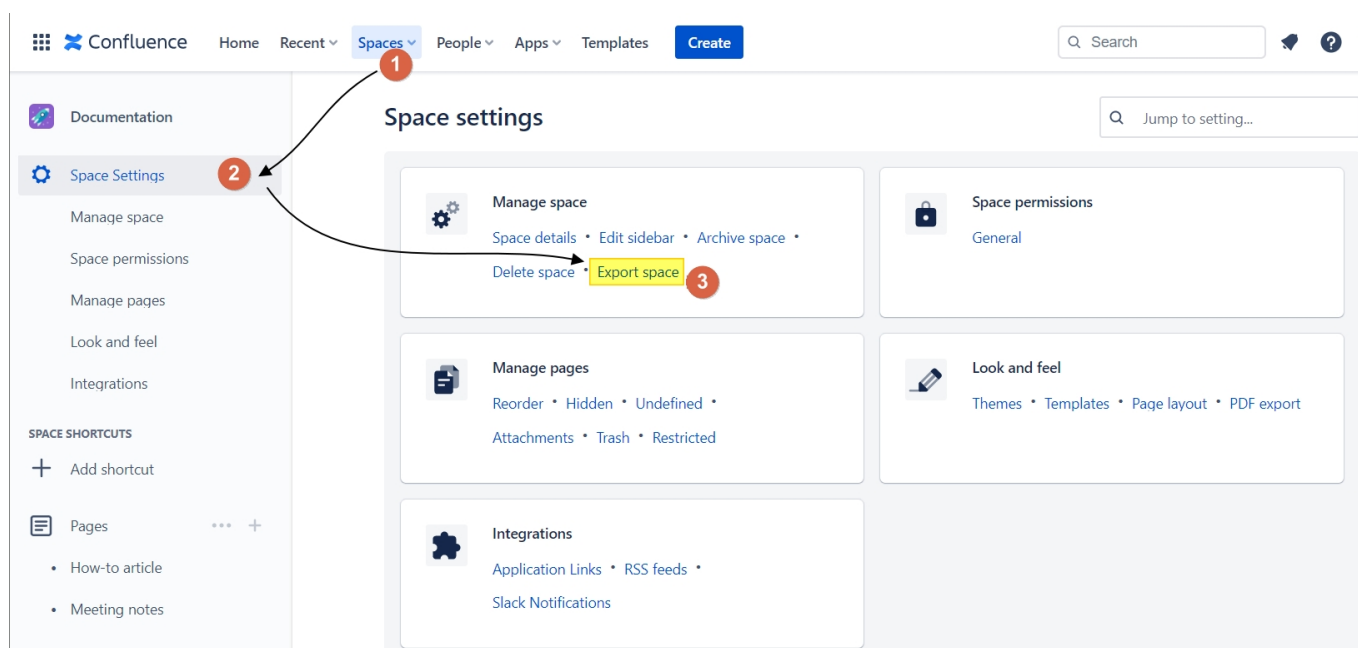 Confluence Home Recent Spaces People Apps Templates Create Search
1
Documentation
Space settings
Jump to setting...
Space Settings 2
Manage space
Space permissions
Manage pages
Look and feel
Integrations
SPACE SHORTCUTS
Add shortcut
Pages
• How-to article
• Meeting notes
Manage space
Space details • Edit sidebar • Archive space •
Delete space • Export space 3
Space permissions
General
Manage pages
Reorder • Hidden • Undefined •
Attachments • Trash • Restricted
Look and feel
Themes • Templates • Page layout • PDF export
Integrations
Application Links • RSS feeds •
Slack Notifications